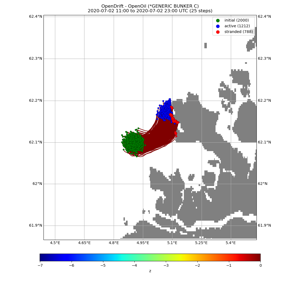 OpenDrift - OpenOil (*GENERIC BUNKER C)
2020-07-02 11:00 to 2020-07-02 23:00 UTC (25 steps)
62.4°N 62.4°N
initial (2000)
active (1212)
stranded (788)
62.3°N 62.3°N
62.2°N 62.2°N
62.1°N 62.1°N
62°N 62°N
61.9°N 61.9°N
4.5°E 4.65°E 4.8°E 4.95°E 5.1°E 5.25°E 5.4°E
−7 −6 −5 −4 −3 −2 −1 0
z